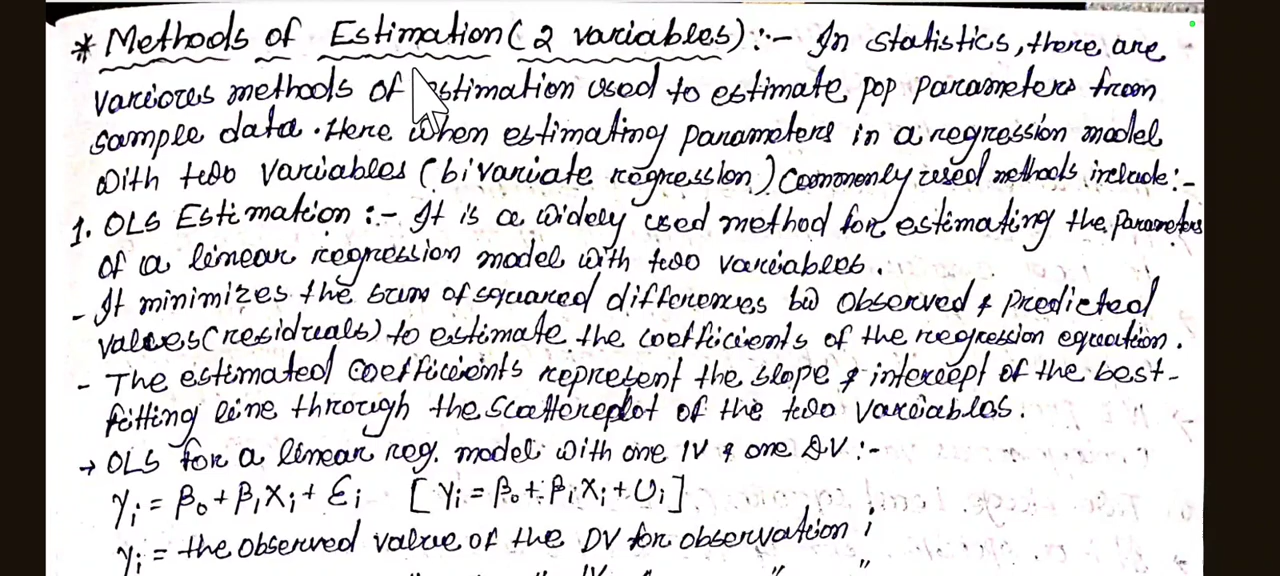 * Methods of Estimation (2 variables) :- In statistics, there are
various methods of estimation used to estimate pop parameters from
sample data. Here when estimating parameters in a regression model
with two variables (bivariate regression) commonly used methods include:-
1. OLS Estimation :- It is a widely used method for estimating the parameters
of a linear regression model with two variables.
- It minimizes the sum of squared differences bw observed & predicted
values (residuals) to estimate the coefficients of the regression equation.
- The estimated coefficients represent the slope & intercept of the best-
fitting line through the scatterplot of the two variables.
→ OLS for a linear reg. model with one IV & one DV :-
Yi = β0 + β1Xi + Ɛi [Yi = β0 + β1Xi + Ui]
Yi = the observed value of the DV for observation i
" IV " " "